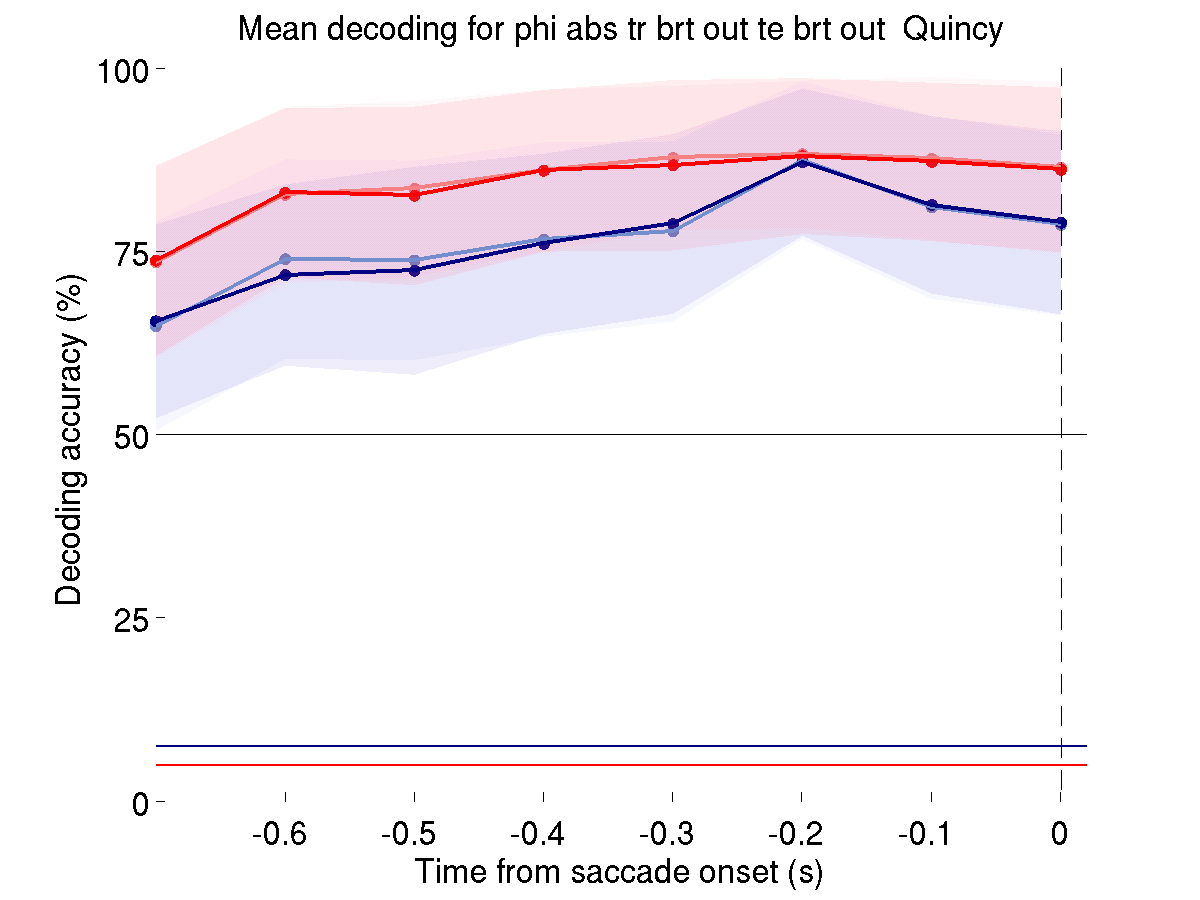 Mean decoding for phi abs tr brt out te brt out  Quincy
100
75
50
25
0
Decoding accuracy (%)
-0.6 -0.5 -0.4 -0.3 -0.2 -0.1 0
Time from saccade onset (s)